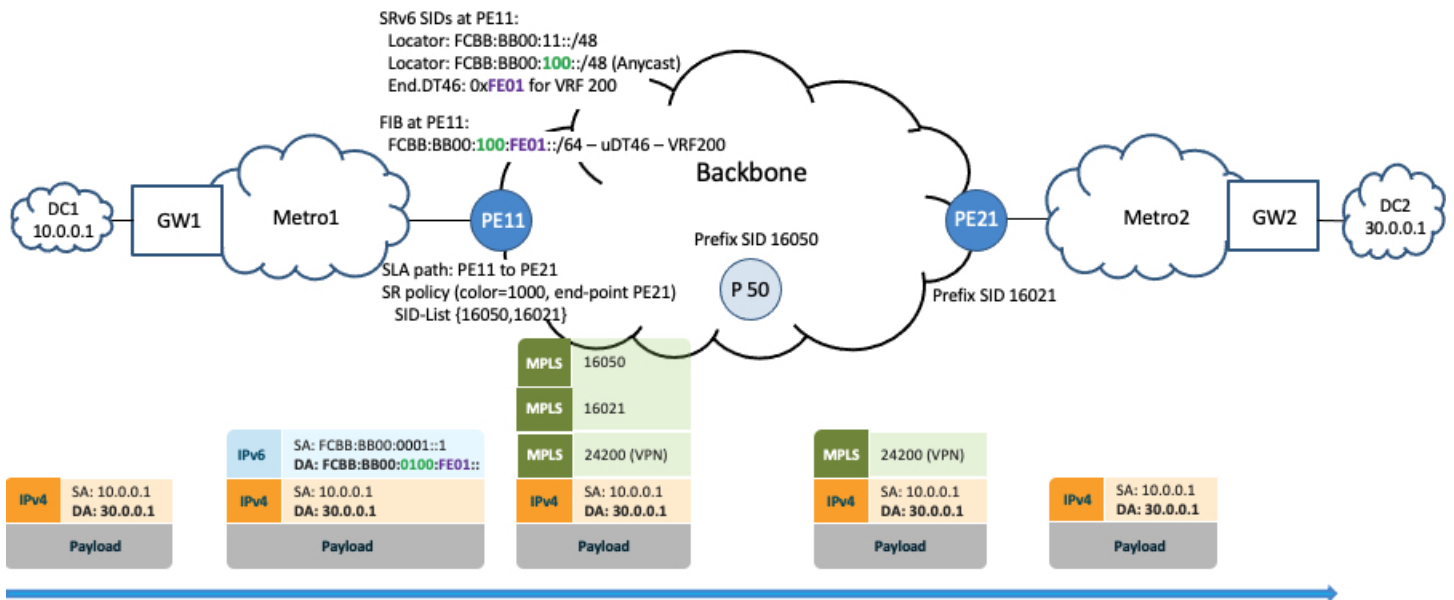 SRv6 SIDs at PE11:
Locator: FCBB:BB00:11::/48
Locator: FCBB:BB00:100::/48 (Anycast)
End.DT46: 0xFE01 for VRF 200
FIB at PE11:
FCBB:BB00:100:FE01::/64 – uDT46 – VRF200
Backbone
DC1
10.0.0.1
GW1
Metro1
PE11
PE21
Metro2
GW2
DC2
30.0.0.1
Prefix SID 16050
P 50
Prefix SID 16021
SLA path: PE11 to PE21
SR policy (color=1000, end-point PE21)
SID-List {16050,16021}
IPv4
SA: 10.0.0.1
DA: 30.0.0.1
Payload
IPv6
SA: FCBB:BB00:0001::1
DA: FCBB:BB00:0100:FE01::
IPv4
SA: 10.0.0.1
DA: 30.0.0.1
Payload
MPLS 16050
MPLS 16021
MPLS 24200 (VPN)
IPv4
SA: 10.0.0.1
DA: 30.0.0.1
Payload
MPLS 24200 (VPN)
IPv4
SA: 10.0.0.1
DA: 30.0.0.1
Payload
IPv4
SA: 10.0.0.1
DA: 30.0.0.1
Payload